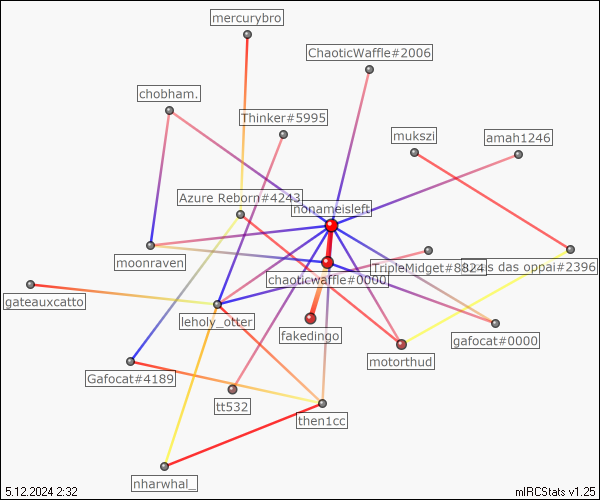 mercurybro
ChaoticWaffle#2006
chobham.
Thinker#5995
mukszi
amah1246
Azure Reborn#4243
nonameisleft
moonraven
chaoticwaffle#0000
TripleMidget#8824
das oppai#2396
gateauxcatto
leholy_otter
fakedingo
motorthud
gafocat#0000
Gafocat#4189
tt532
then1cc
nharwhal_
5.12.2024 2:32
mIRCStats v1.25